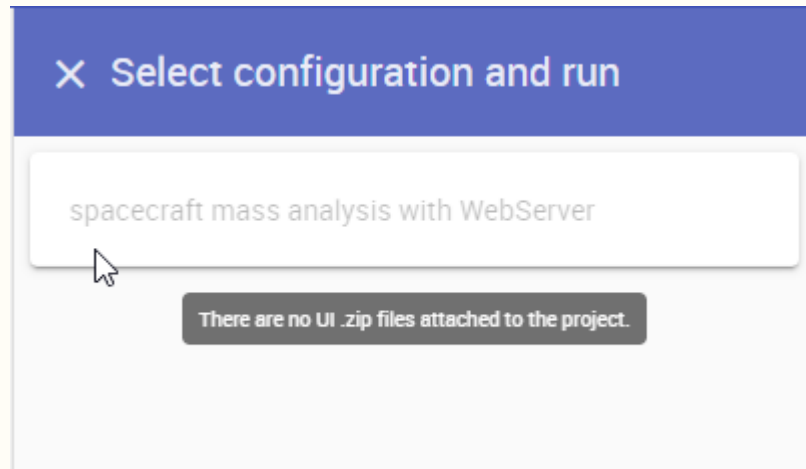 Select configuration and run
spacecraft mass analysis with WebServer
There are no UI .zip files attached to the project.